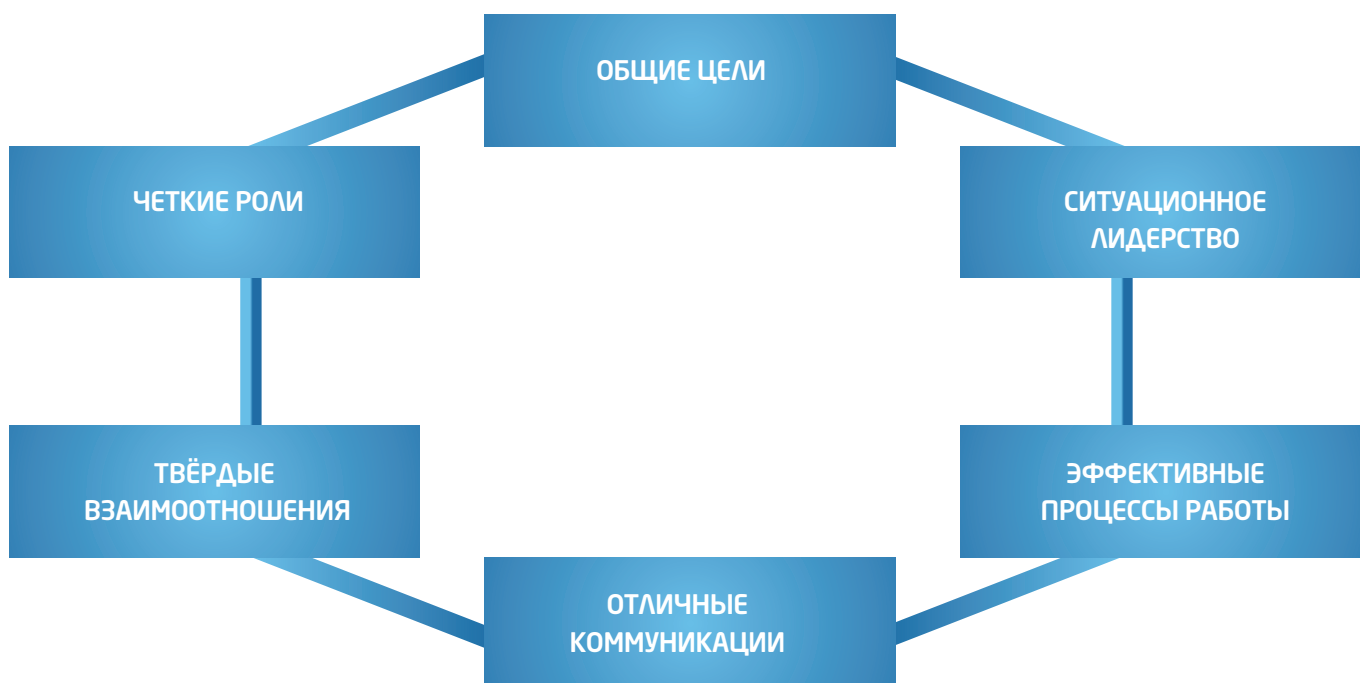 ОБЩИЕ ЦЕЛИ
ЧЕТКИЕ РОЛИ
СИТУАЦИОННОЕ
ЛИДЕРСТВО
ТВЁРДЫЕ
ВЗАИМООТНОШЕНИЯ
ЭФФЕКТИВНЫЕ
ПРОЦЕССЫ РАБОТЫ
ОТЛИЧНЫЕ
КОММУНИКАЦИИ